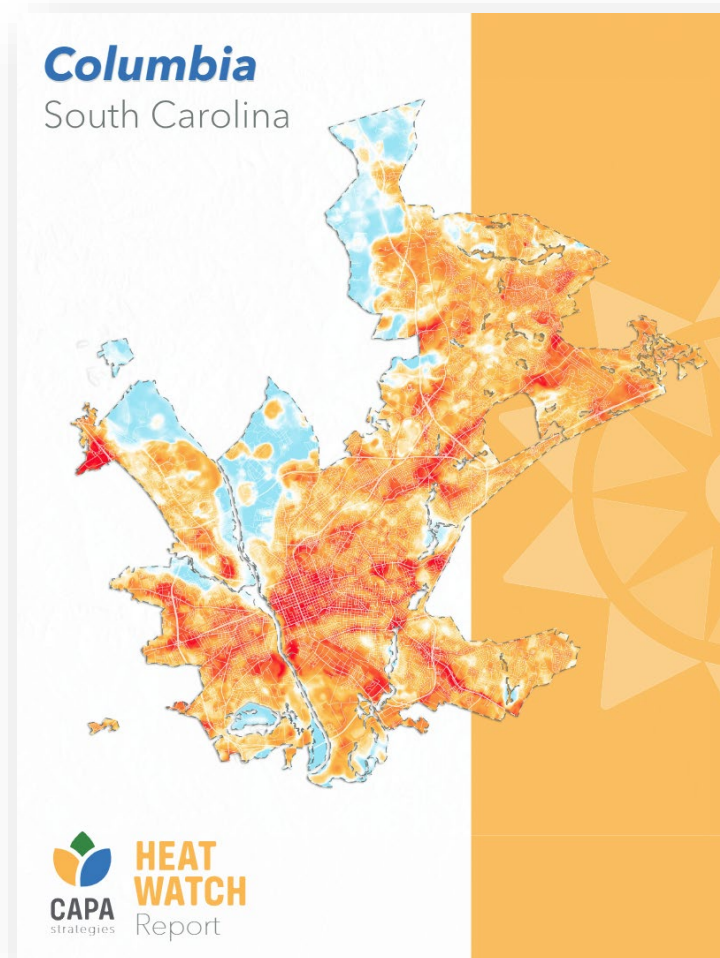 Columbia
South Carolina
CAPA
strategies
HEAT
WATCH
Report